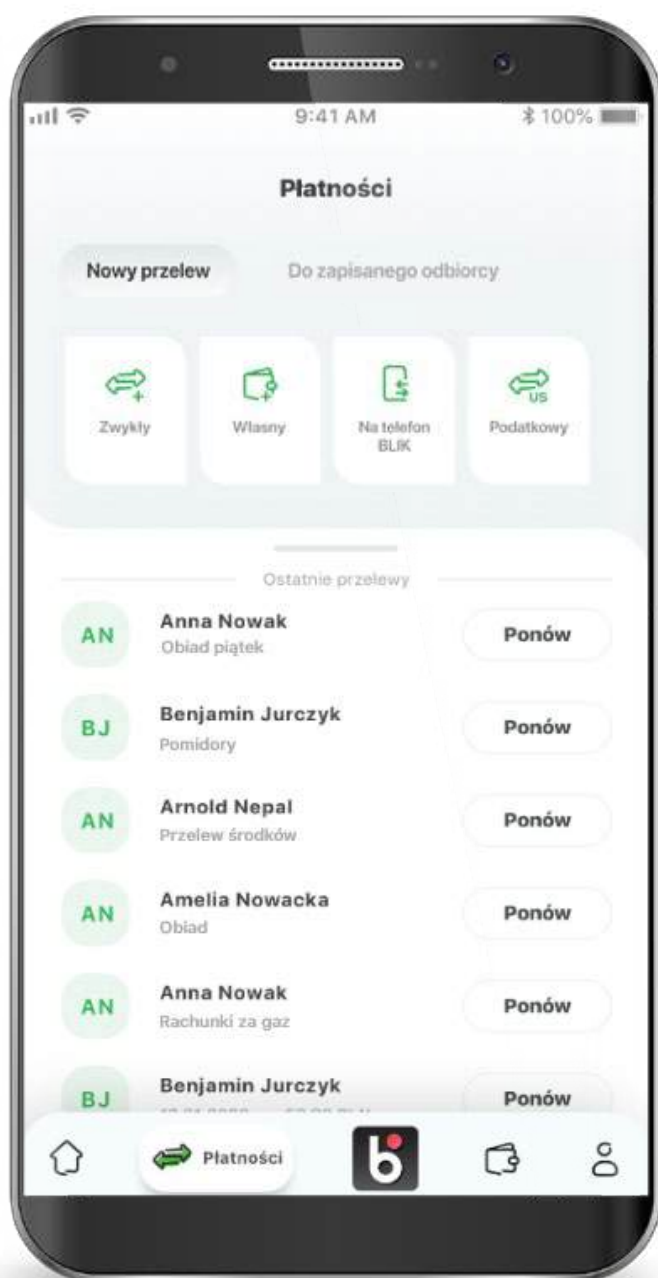 9:41 AM
100%
Płatności
Nowy przelew
Do zapisanego odbiorcy
Zwykły
Własny
Na telefon
BLIK
Podatkowy
US
Ostatnie przelewy
AN
Anna Nowak
Obiad piątek
Ponów
BJ
Benjamin Jurczyk
Pomidory
Ponów
AN
Arnold Nepal
Przelew środków
Ponów
AN
Amelia Nowacka
Obiad
Ponów
AN
Anna Nowak
Rachunki za gaz
Ponów
BJ
Benjamin Jurczyk
Ponów
Płatności
b